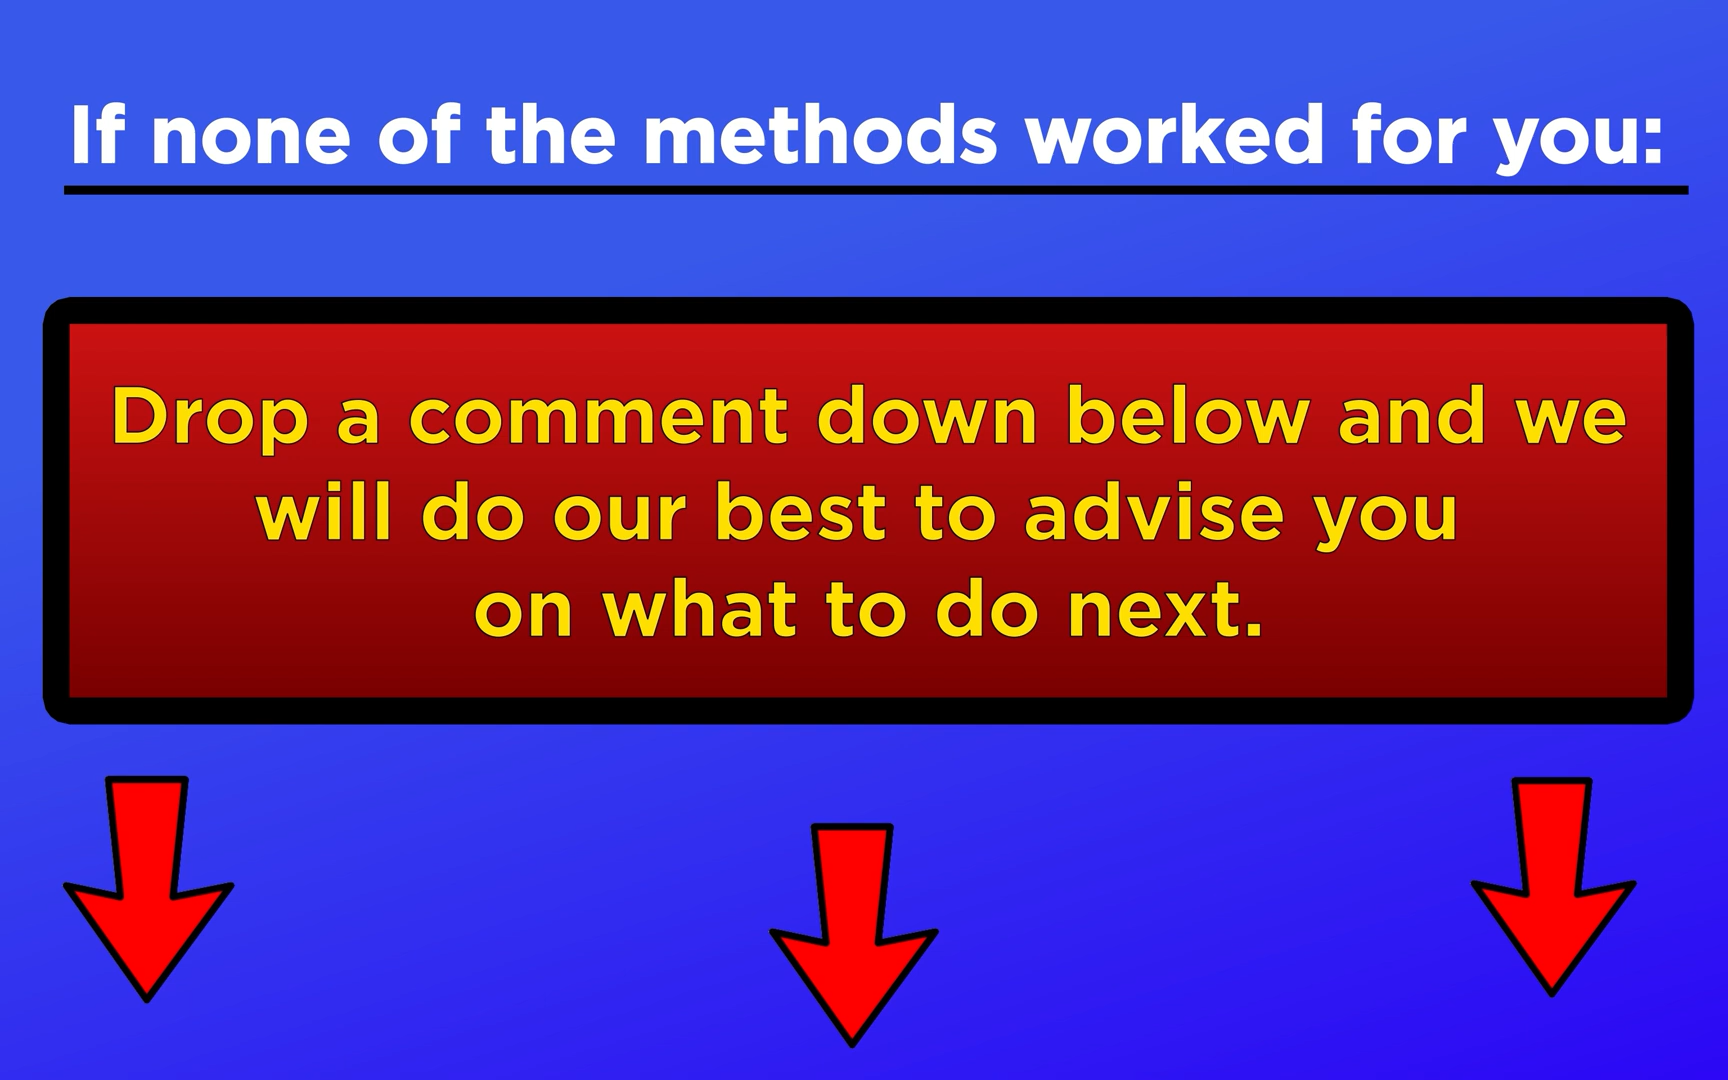 If none of the methods worked for you:
Drop a comment down below and we
will do our best to advise you
on what to do next.